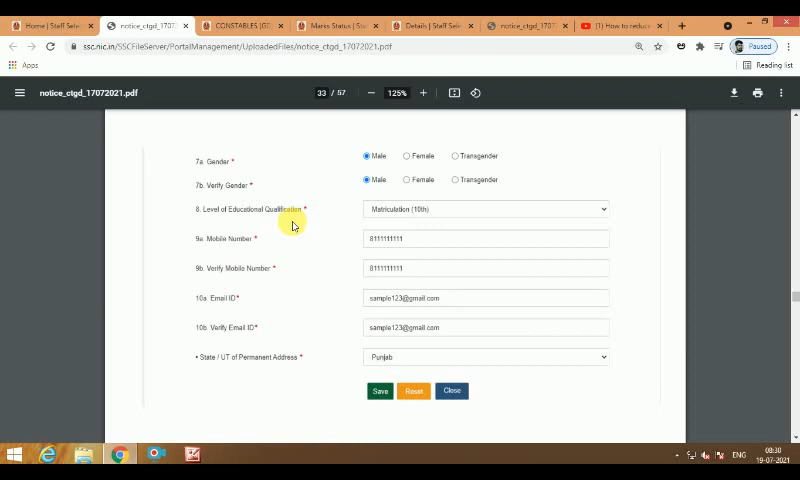 Home | Staff Selec
notice_ctgd_1707
CONSTABLES (GD
Marks Status | Sta
Details | Staff Sele
notice_ctgd_1707
(1) How to reduce
ssc.nic.in/SSCFileServer/PortalManagement/UploadedFiles/notice_ctgd_17072021.pdf
Paused
Apps
Reading list
notice_ctgd_17072021.pdf
33 / 57
125%
7a. Gender *
Male
Female
Transgender
7b. Verify Gender *
Male
Female
Transgender
8. Level of Educational Qualification *
Matriculation (10th)
9a. Mobile Number *
8111111111
9b. Verify Mobile Number *
8111111111
10a. Email ID*
sample123@gmail.com
10b. Verify Email ID*
sample123@gmail.com
• State / UT of Permanent Address *
Punjab
Save
Reset
Close
ENG
08:30
19-07-2021